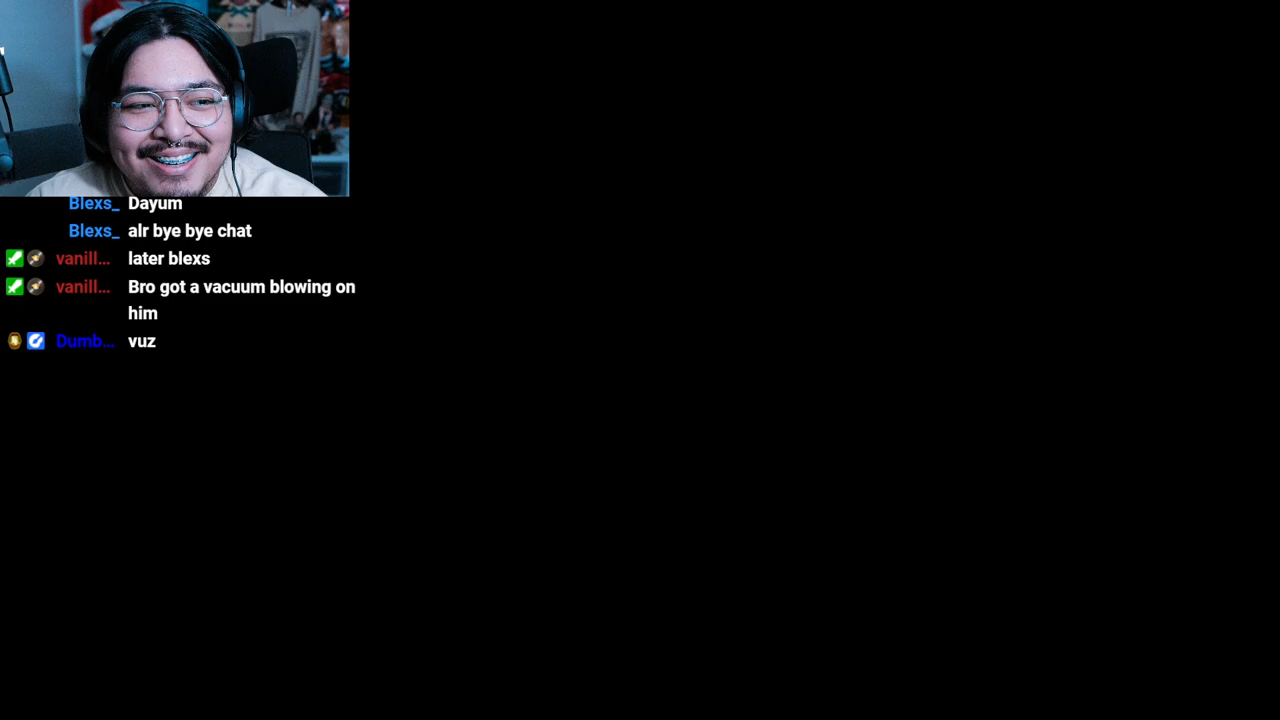 Blexs_ Dayum
Blexs_ alr bye bye chat
vanill... later blexs
vanill... Bro got a vacuum blowing on
him
Dumb... vuz